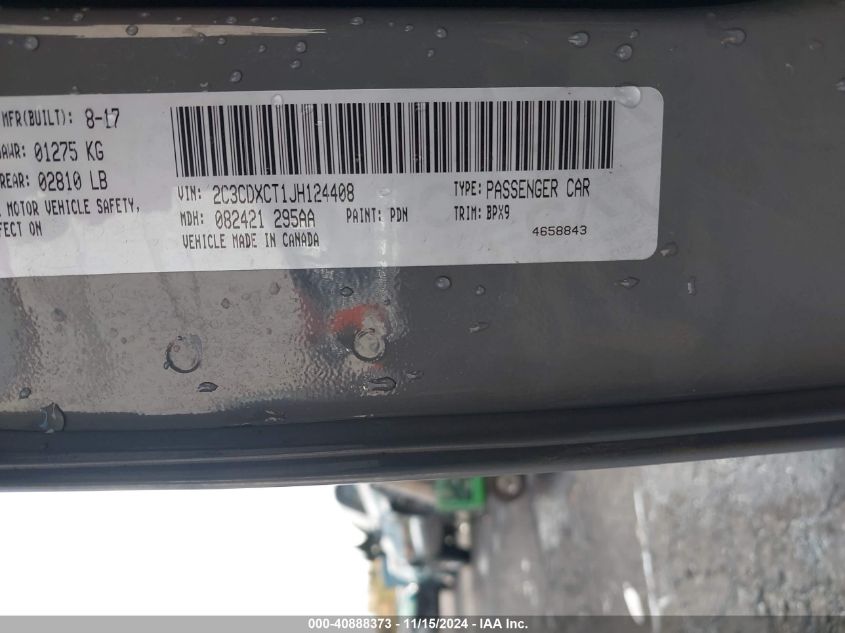 MFR(BUILT): 8-17
AWR: 01275 KG
REAR: 02810 LB
MOTOR VEHICLE SAFETY,
FECT ON
VIN: 2C3CDXCT1JH124408
TYPE: PASSENGER CAR
MDH: 082421 295AA
PAINT: PDN
TRIM: BPX9
VEHICLE MADE IN CANADA
4658843
000-40888373 - 11/15/2024 - IAA Inc.